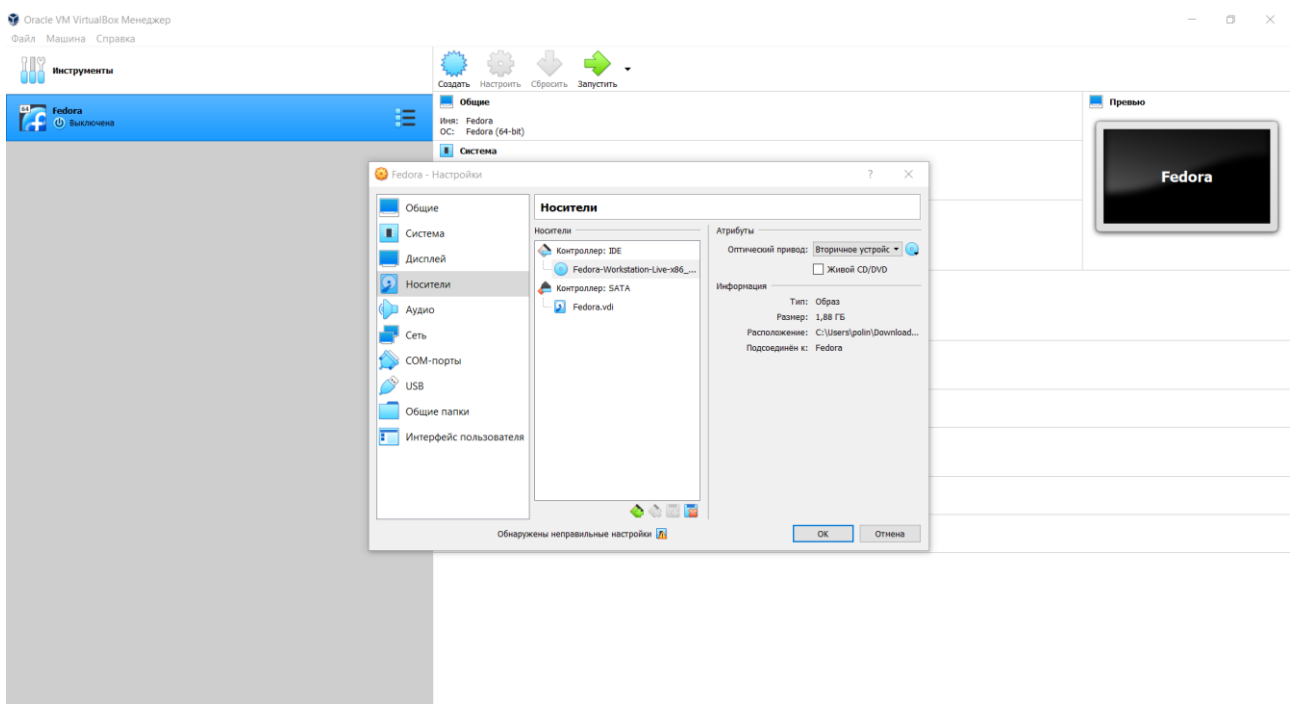 Oracle VM VirtualBox Менеджер
Файл Машина Справка
Инструменты
Создать Настроить Сбросить Запустить
64
Fedora
Выключена
Общие
Имя: Fedora
ОС: Fedora (64-bit)
Система
Превью
Fedora
Fedora - Настройки
?
Общие
Система
Дисплей
Носители
Аудио
Сеть
COM-порты
USB
Общие папки
Интерфейс пользователя
Носители
Носители
Контроллер: IDE
Fedora-Workstation-Live-x86_...
Контроллер: SATA
Fedora.vdi
Атрибуты
Оптический привод: Вторичное устройс
Живой CD/DVD
Информация
Тип: Образ
Размер: 1,88 ГБ
Расположение: C:\Users\polin\Download...
Подсоединён к: Fedora
Обнаружены неправильные настройки
OK Отмена